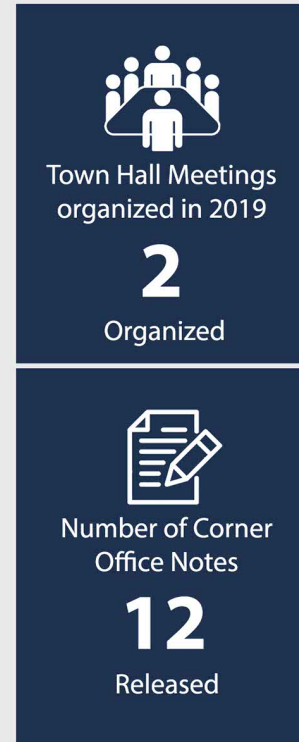 Town Hall Meetings
organized in 2019
2
Organized
Number of Corner
Office Notes
12
Released